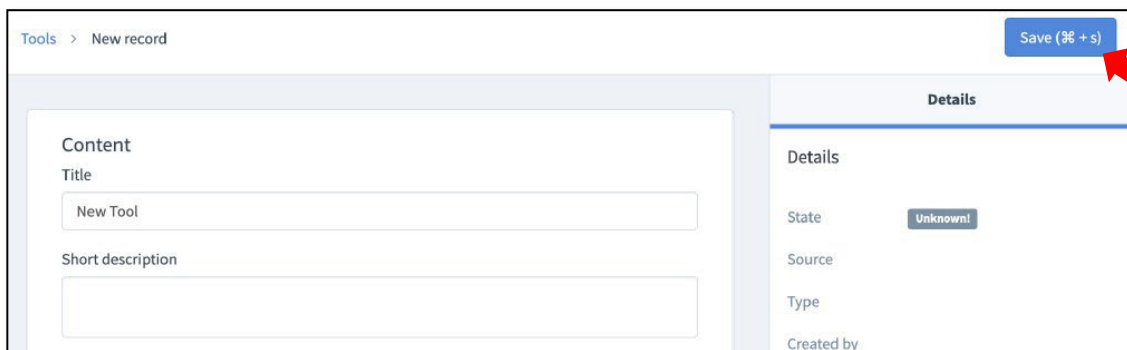 Tools > New record
Save (⌘ + s)
Details
Content
Title
New Tool
Short description
Details
State Unknown!
Source
Type
Created by